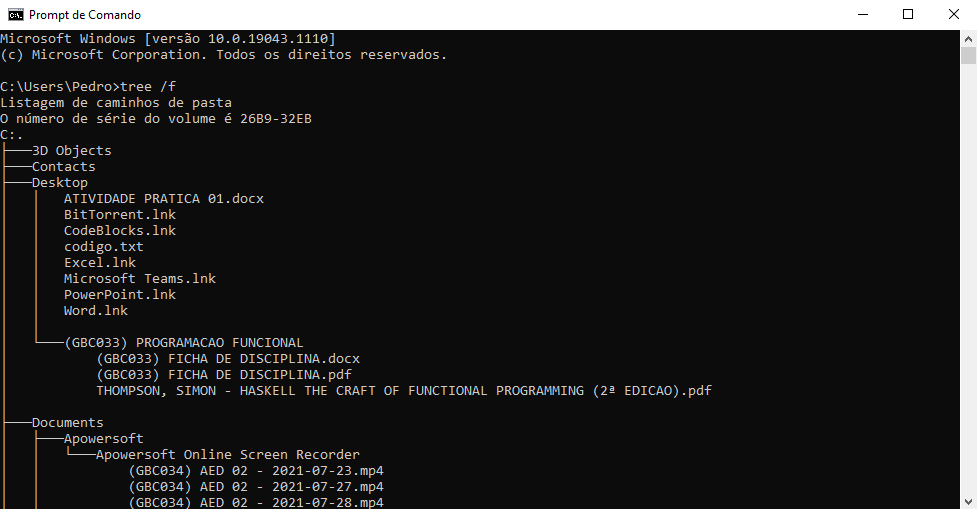 Prompt de Comando
Microsoft Windows [versão 10.0.19043.1110]
(c) Microsoft Corporation. Todos os direitos reservados.
C:\Users\Pedro>tree /f
Listagem de caminhos de pasta
O número de série do volume é 26B9-32EB
C:.
├───3D Objects
├───Contacts
├───Desktop
│   │   ATIVIDADE PRATICA 01.docx
│   │   BitTorrent.lnk
│   │   CodeBlocks.lnk
│   │   codigo.txt
│   │   Excel.lnk
│   │   Microsoft Teams.lnk
│   │   PowerPoint.lnk
│   │   Word.lnk
│   │
│   └───(GBC033) PROGRAMACAO FUNCIONAL
│           (GBC033) FICHA DE DISCIPLINA.docx
│           (GBC033) FICHA DE DISCIPLINA.pdf
│           THOMPSON, SIMON - HASKELL THE CRAFT OF FUNCTIONAL PROGRAMMING (2ª EDICAO).pdf
│
├───Documents
│   ├───Apowersoft
│   │   └───Apowersoft Online Screen Recorder
│   │           (GBC034) AED 02 - 2021-07-23.mp4
│   │           (GBC034) AED 02 - 2021-07-27.mp4
│   │           (GBC034) AED 02 - 2021-07-28.mp4